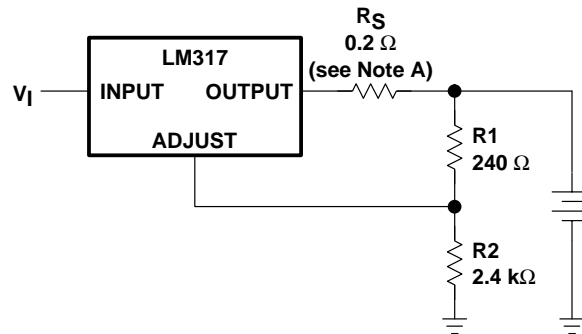 RS
0.2 Ω
(see Note A)
LM317
VI
INPUT
OUTPUT
ADJUST
R1
240 Ω
R2
2.4 kΩ